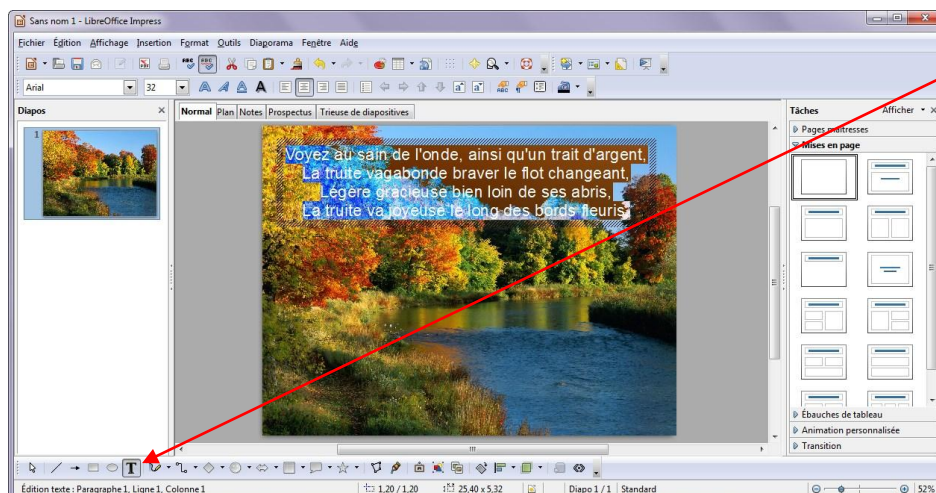 Sans nom 1 - LibreOffice Impress
Fichier Édition Affichage Insertion Format Outils Diaporama Fenêtre Aide
Arial 32
Diapos
Normal Plan Notes Prospectus Trieuse de diapositives
Tâches Afficher
1
Pages maîtresses
Mises en page
Voyez au sain de l'onde, ainsi qu'un trait d'argent,
La truite vagabonde braver le flot changeant,
Légère gracieuse bien loin de ses abris,
La truite va joyeuse le long des bords fleuris
Ébauches de tableau
Animation personnalisée
Transition
Édition texte : Paragraphe 1, Ligne 1, Colonne 1 1,20 / 1,20 25,40 x 5,32 Diapo 1 / 1 Standard 52%